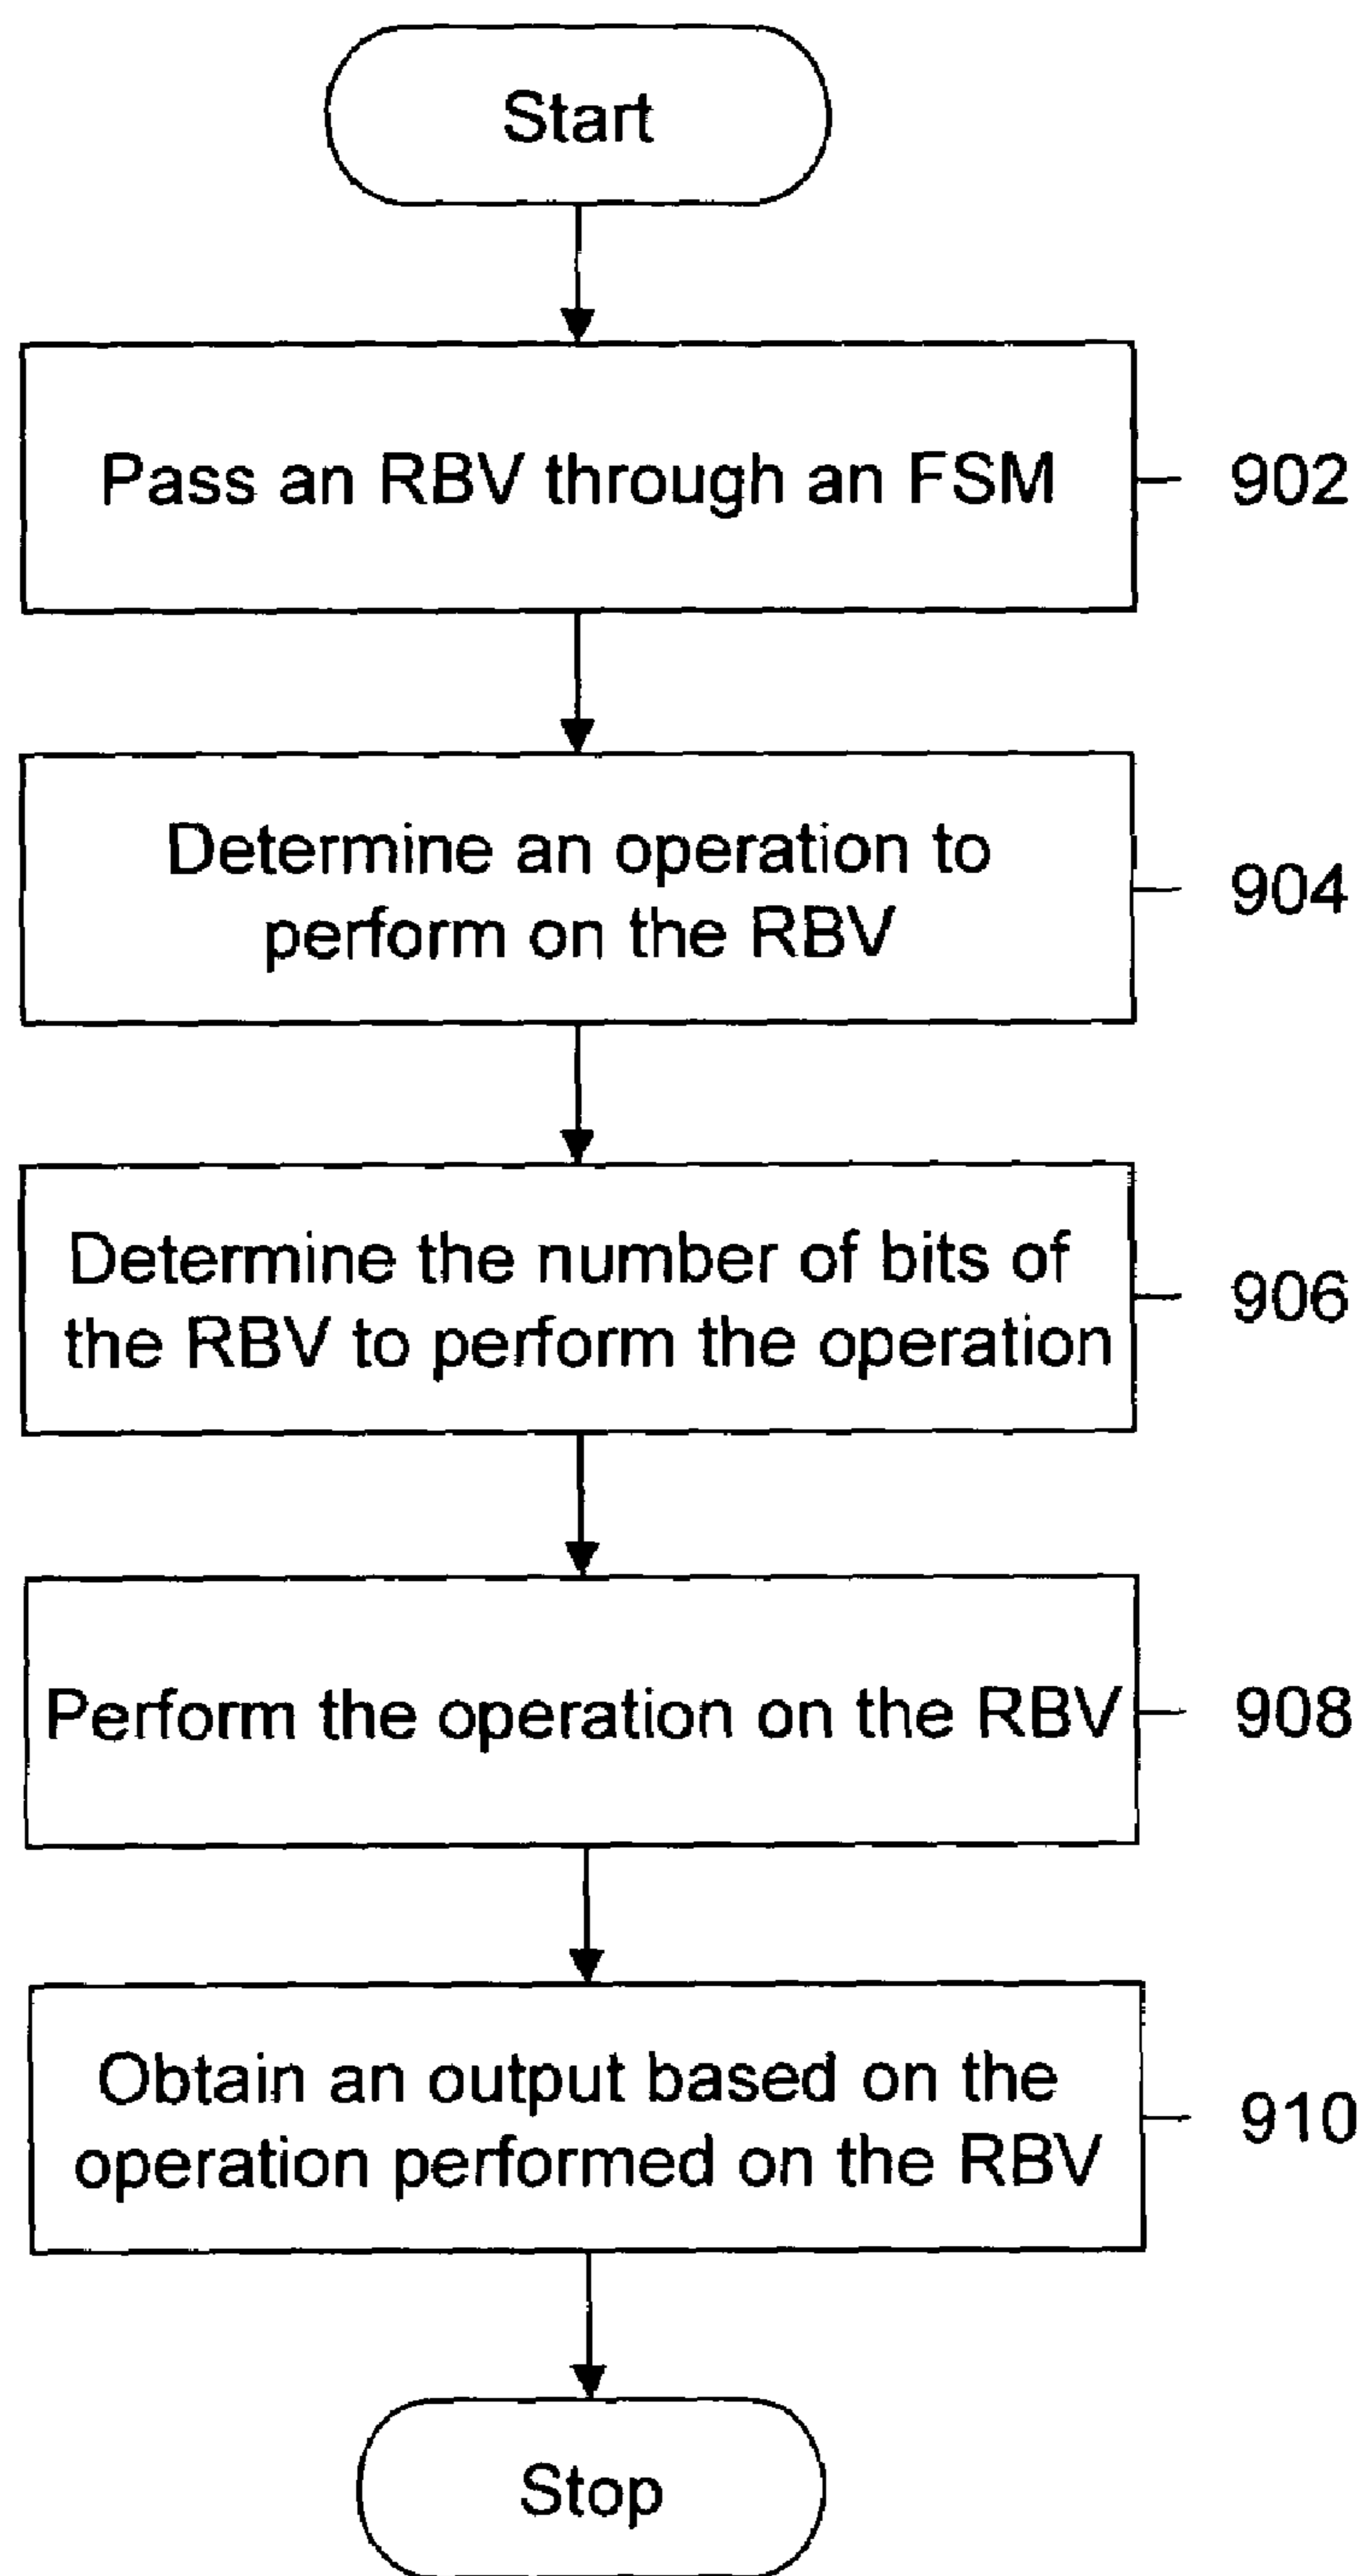 Start
Pass an RBV through an FSM
902
Determine an operation to
perform on the RBV
904
Determine the number of bits of
the RBV to perform the operation
906
Perform the operation on the RBV
908
Obtain an output based on the
operation performed on the RBV
910
Stop